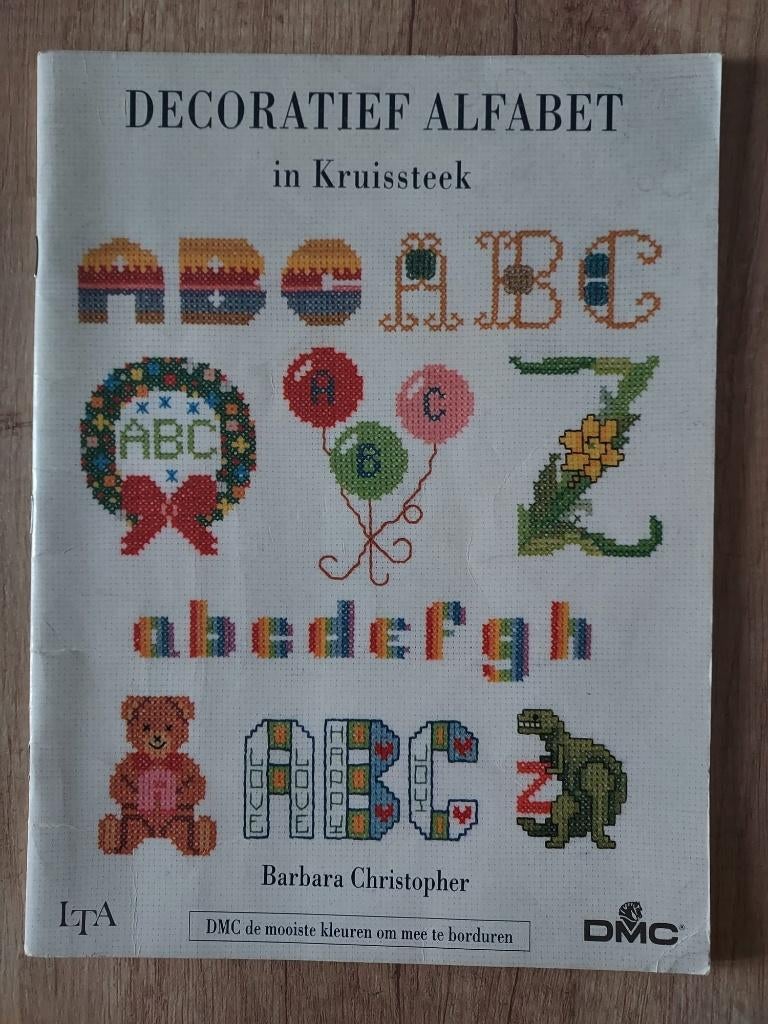 DECORATIEF ALFABET
in Kruissteek
ABC ABC
ABC
A
B
C
Z
abcdefgh
A
ABC
LOVE LOVE HAPPY JOY
Z
Barbara Christopher
LTA
DMC de mooiste kleuren om mee te borduren
DMC®